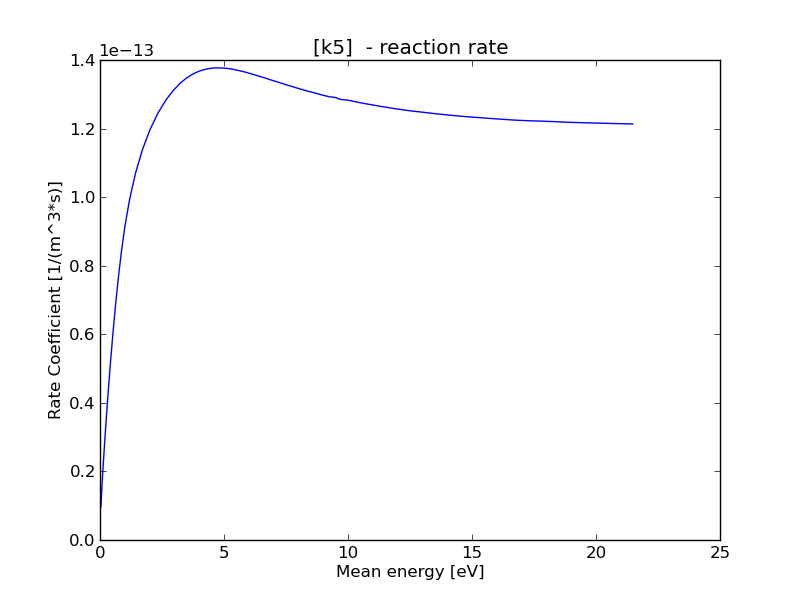 [k5]  - reaction rate
1e−13
1.4
1.2
1.0
0.8
0.6
0.4
0.2
0.0
Rate Coefficient [1/(m^3*s)]
0 5 10 15 20 25
Mean energy [eV]